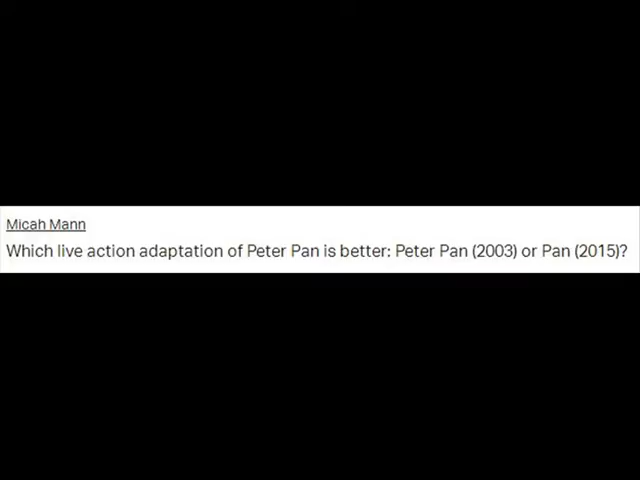 Micah Mann
Which live action adaptation of Peter Pan is better: Peter Pan (2003) or Pan (2015)?